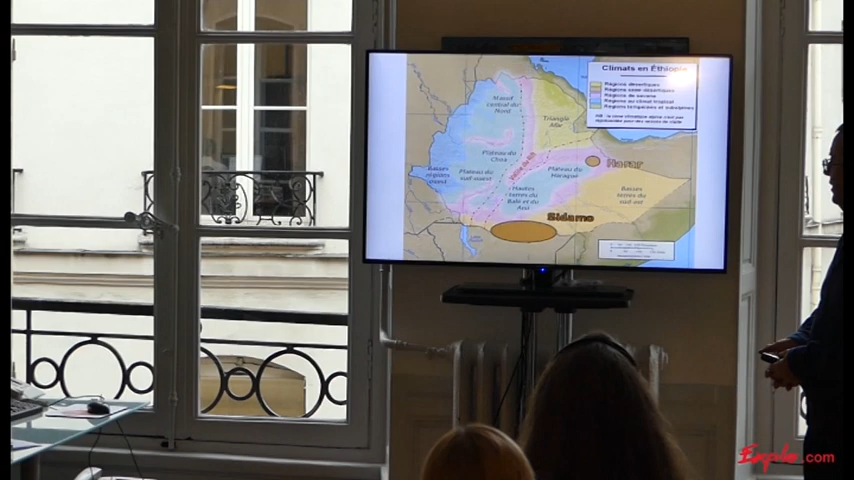 Climats en Éthiopie
Régions désertiques
Régions semi désertiques
Régions de savane
Régions au climat tropical
Régions tempérées et subalpines
Massif
central du
Nord
Triangle
Afar
Plateau du
Choa
Harar
Basses
régions
ouest
Plateau du
sud-ouest
Plateau du
Harargué
Hautes
terres du
Balé et du
Arsi
Basses
terres du
sud-est
Sidamo
.com